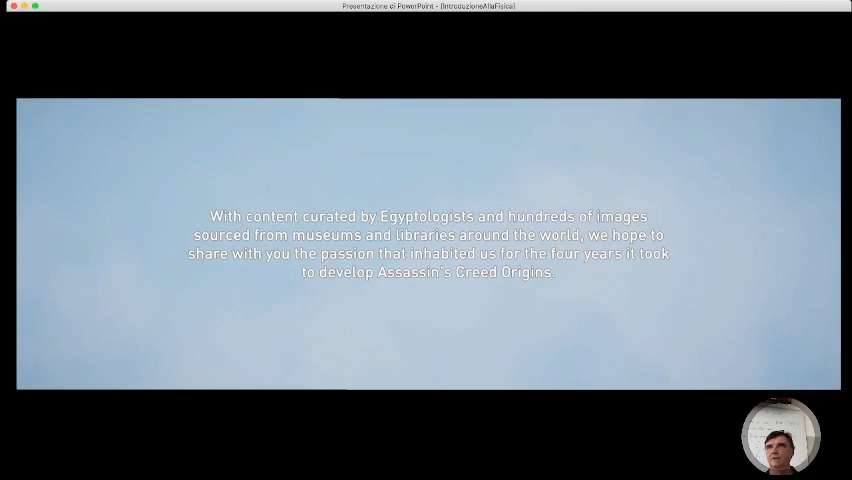 Presentazione di PowerPoint - [IntroduzioneAllaFisica]
With content curated by Egyptologists and hundreds of images
sourced from museums and libraries around the world, we hope to
share with you the passion that inhabited us for the four years it took
to develop Assassin's Creed Origins.